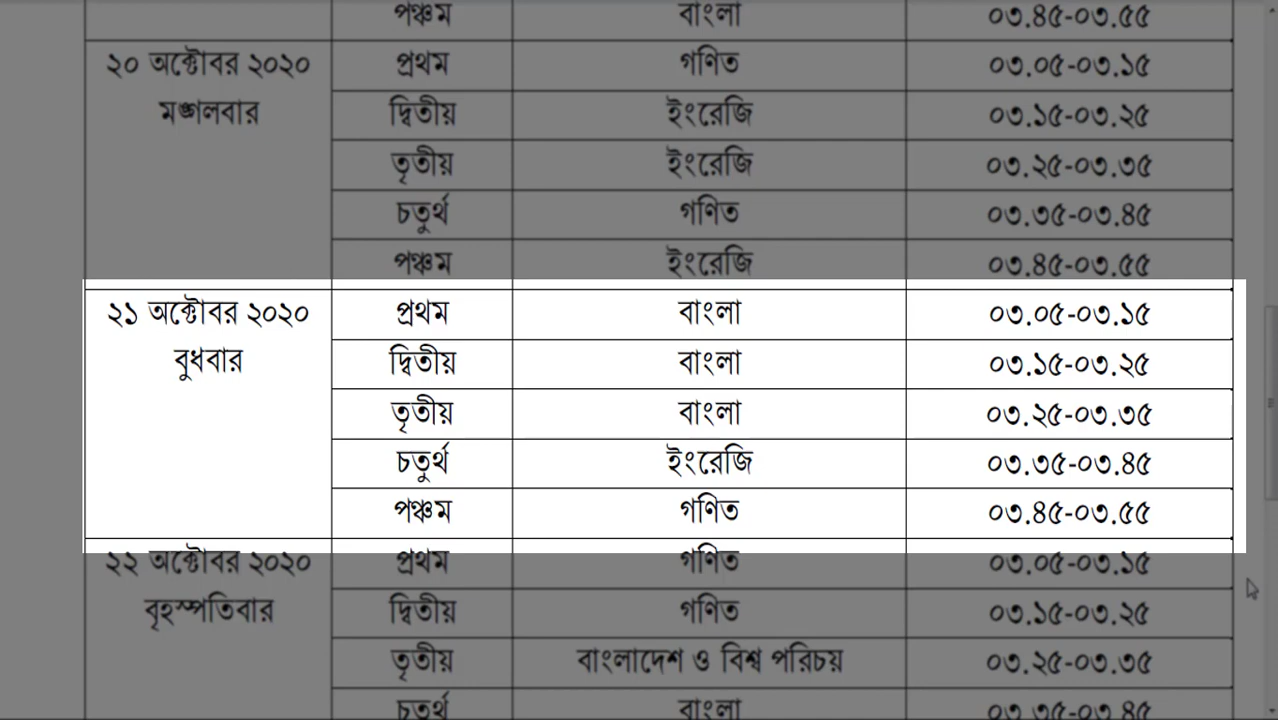 পঞ্চম বাংলা ০৩.৪৫-০৩.৫৫
২০ অক্টোবর ২০২০ প্রথম গণিত ০৩.০৫-০৩.১৫
মঙ্গলবার দ্বিতীয় ইংরেজি ০৩.১৫-০৩.২৫
তৃতীয় ইংরেজি ০৩.২৫-০৩.৩৫
চতুর্থ গণিত ০৩.৩৫-০৩.৪৫
পঞ্চম ইংরেজি ০৩.৪৫-০৩.৫৫
২১ অক্টোবর ২০২০ প্রথম বাংলা ০৩.০৫-০৩.১৫
বুধবার দ্বিতীয় বাংলা ০৩.১৫-০৩.২৫
তৃতীয় বাংলা ০৩.২৫-০৩.৩৫
চতুর্থ ইংরেজি ০৩.৩৫-০৩.৪৫
পঞ্চম গণিত ০৩.৪৫-০৩.৫৫
২২ অক্টোবর ২০২০ প্রথম গণিত ০৩.০৫-০৩.১৫
বৃহস্পতিবার দ্বিতীয় গণিত ০৩.১৫-০৩.২৫
তৃতীয় বাংলাদেশ ও বিশ্ব পরিচয় ০৩.২৫-০৩.৩৫
চতুর্থ বাংলা ০৩.৩৫-০৩.৪৫